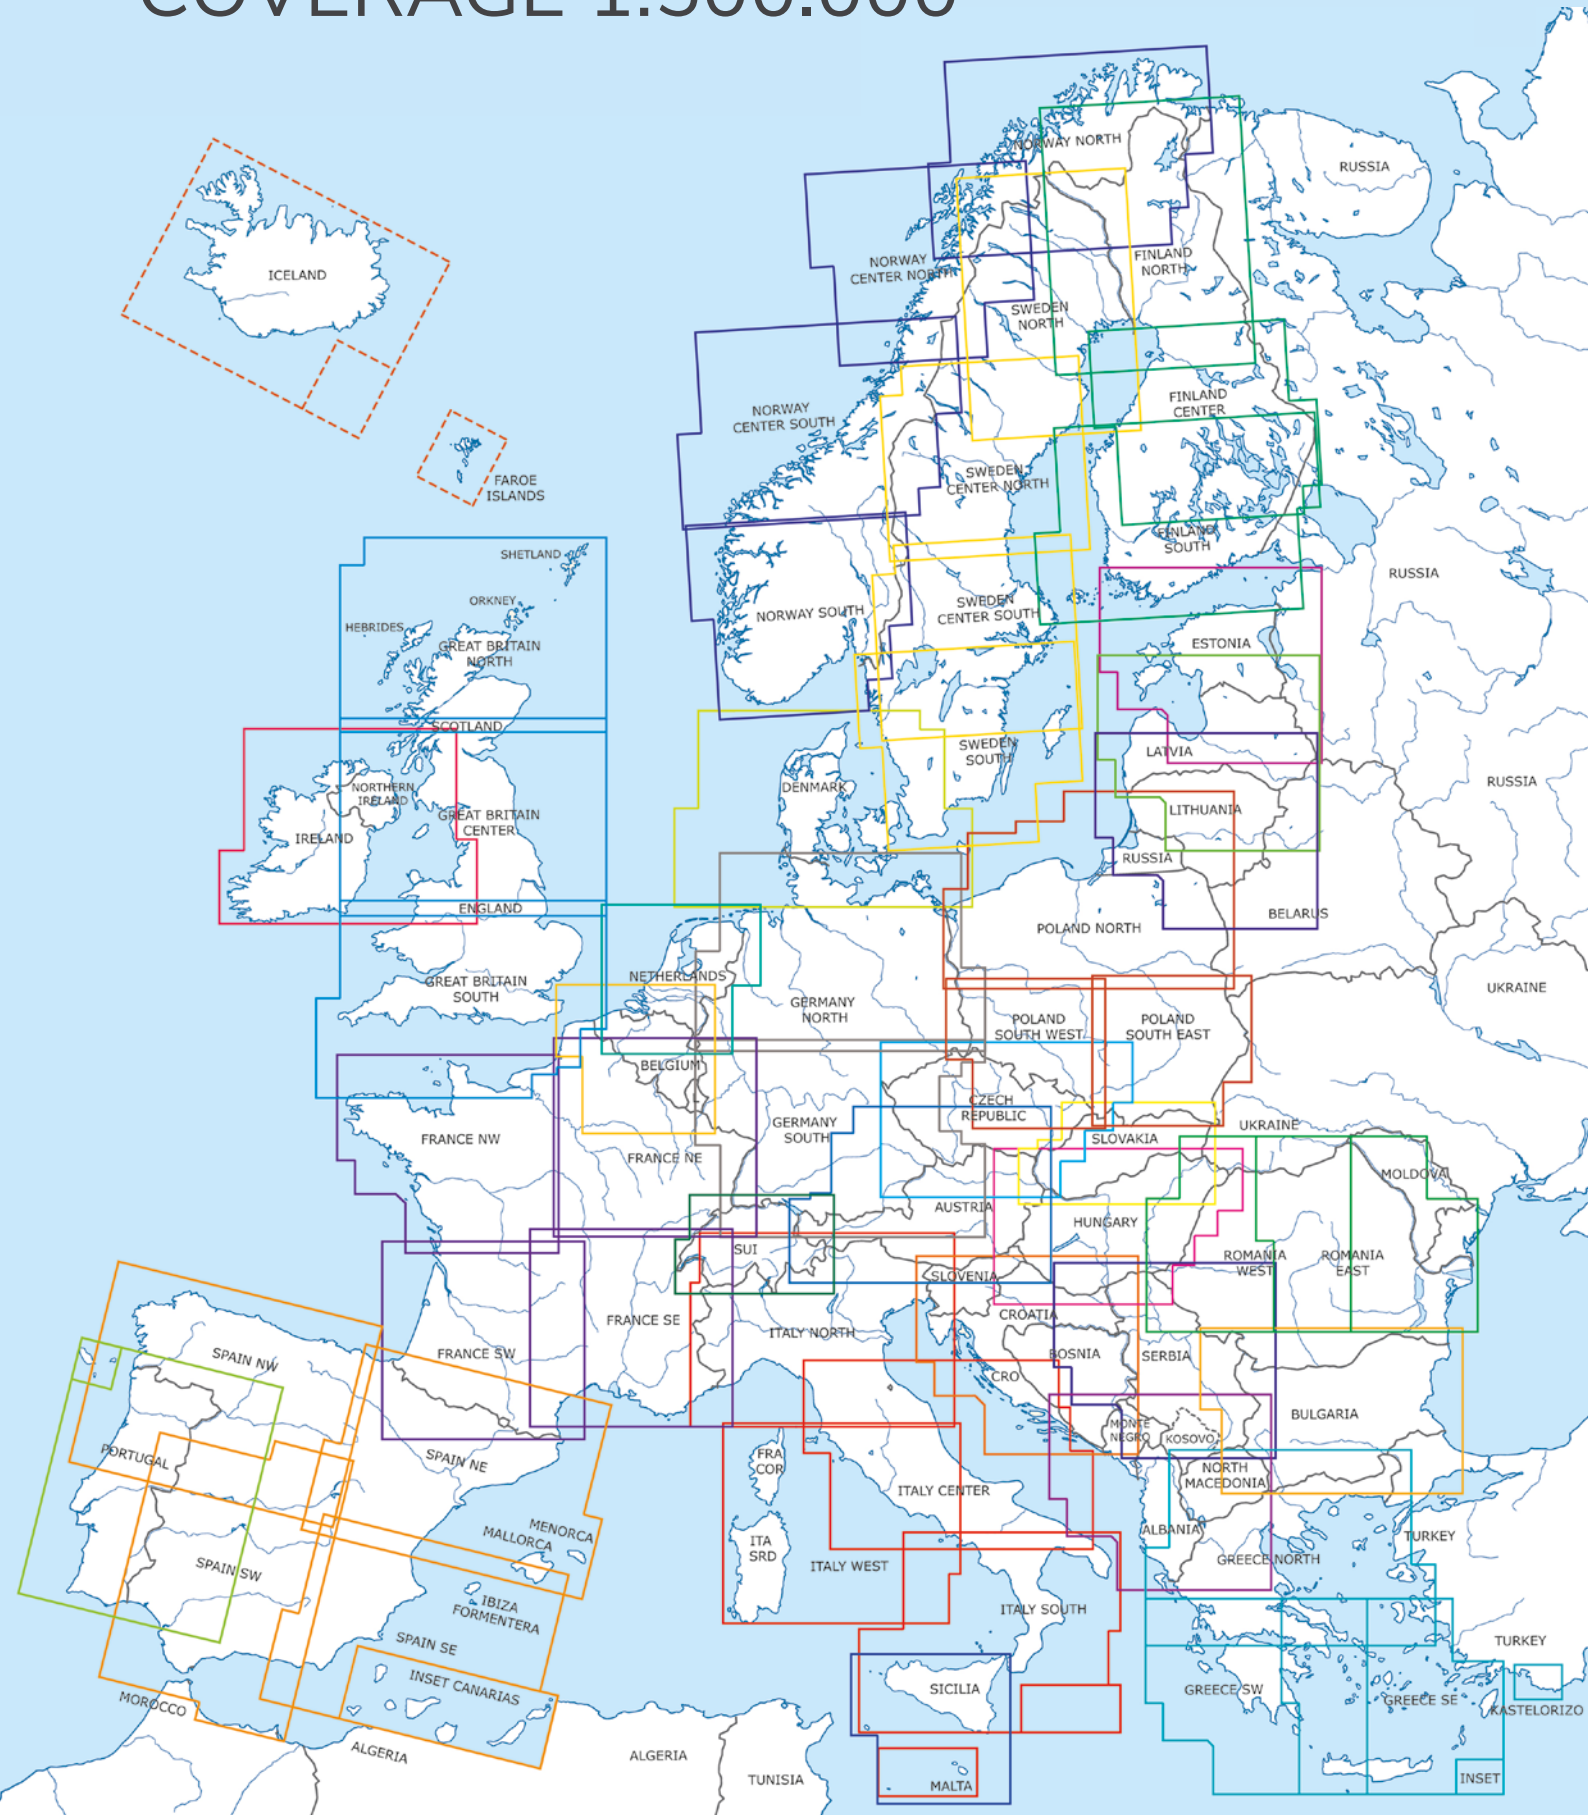 COVERAGE 1:500.000
NORWAY NORTH
RUSSIA
ICELAND
NORWAY
CENTER NORTH
FINLAND
NORTH
SWEDEN
NORTH
NORWAY
CENTER SOUTH
FINLAND
CENTER
SWEDEN
CENTER NORTH
FAROE
ISLANDS
FINLAND
SOUTH
SHETLAND
RUSSIA
ORKNEY
HEBRIDES
NORWAY SOUTH
SWEDEN
CENTER SOUTH
GREAT BRITAIN
NORTH
ESTONIA
SCOTLAND
SWEDEN
SOUTH
LATVIA
RUSSIA
DENMARK
NORTHERN
IRELAND
LITHUANIA
GREAT BRITAIN
CENTER
IRELAND
RUSSIA
ENGLAND
BELARUS
POLAND NORTH
NETHERLANDS
GREAT BRITAIN
SOUTH
UKRAINE
GERMANY
NORTH
POLAND
SOUTH WEST
POLAND
SOUTH EAST
BELGIUM
CZECH
REPUBLIC
UKRAINE
GERMANY
SOUTH
FRANCE NW
SLOVAKIA
FRANCE NE
MOLDOVA
AUSTRIA
HUNGARY
SUI
ROMANIA
WEST
ROMANIA
EAST
SLOVENIA
CROATIA
FRANCE SE
ITALY NORTH
FRANCE SW
BOSNIA
SERBIA
SPAIN NW
CRO
BULGARIA
MONTE
NEGRO
KOSOVO
PORTUGAL
SPAIN NE
FRA
COR
NORTH
MACEDONIA
ITALY CENTER
MENORCA
MALLORCA
ALBANIA
TURKEY
ITA
SRD
GREECE NORTH
ITALY WEST
SPAIN SW
IBIZA
FORMENTERA
ITALY SOUTH
SPAIN SE
TURKEY
INSET CANARIAS
SICILIA
GREECE SW
GREECE SE
MOROCCO
KASTELORIZO
ALGERIA
ALGERIA
TUNISIA
MALTA
INSET